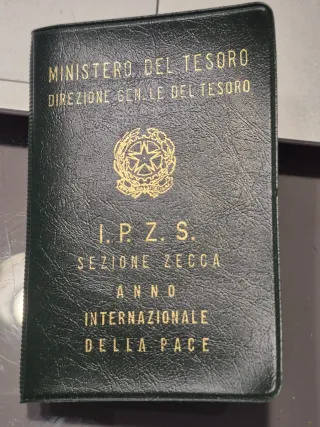 MINISTERO DEL TESORO
DIREZIONE GEN.LE DEL TESORO
I. P. Z. S.
SEZIONE ZECCA
ANNO
INTERNAZIONALE
DELLA PACE